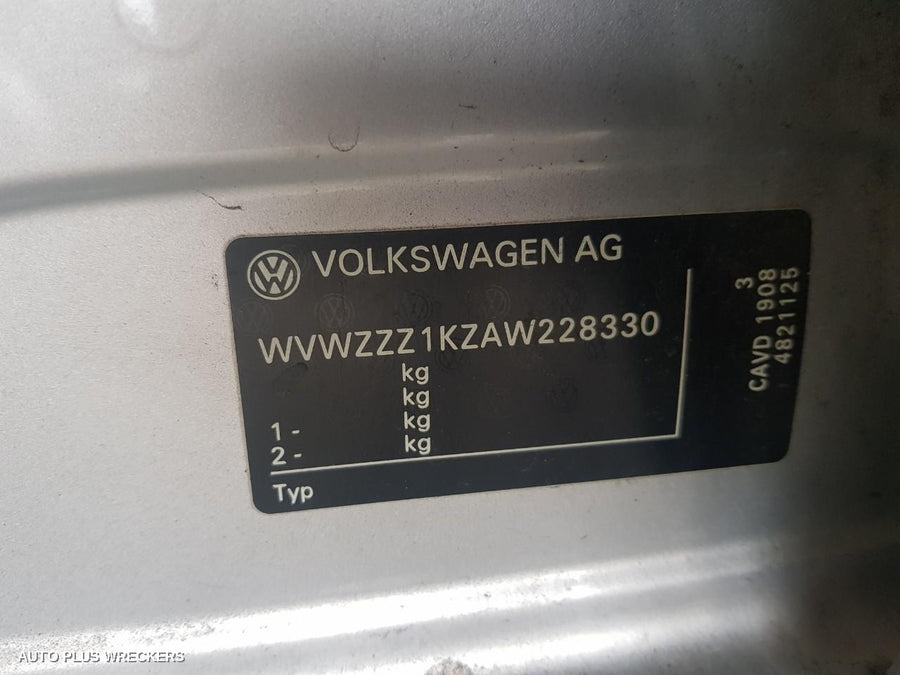 VOLKSWAGEN AG
WVWZZZ1KZAW228330
kg
kg
1 - kg
2 - kg
Typ
3
CAVD 1908
4821125
AUTO PLUS WRECKERS